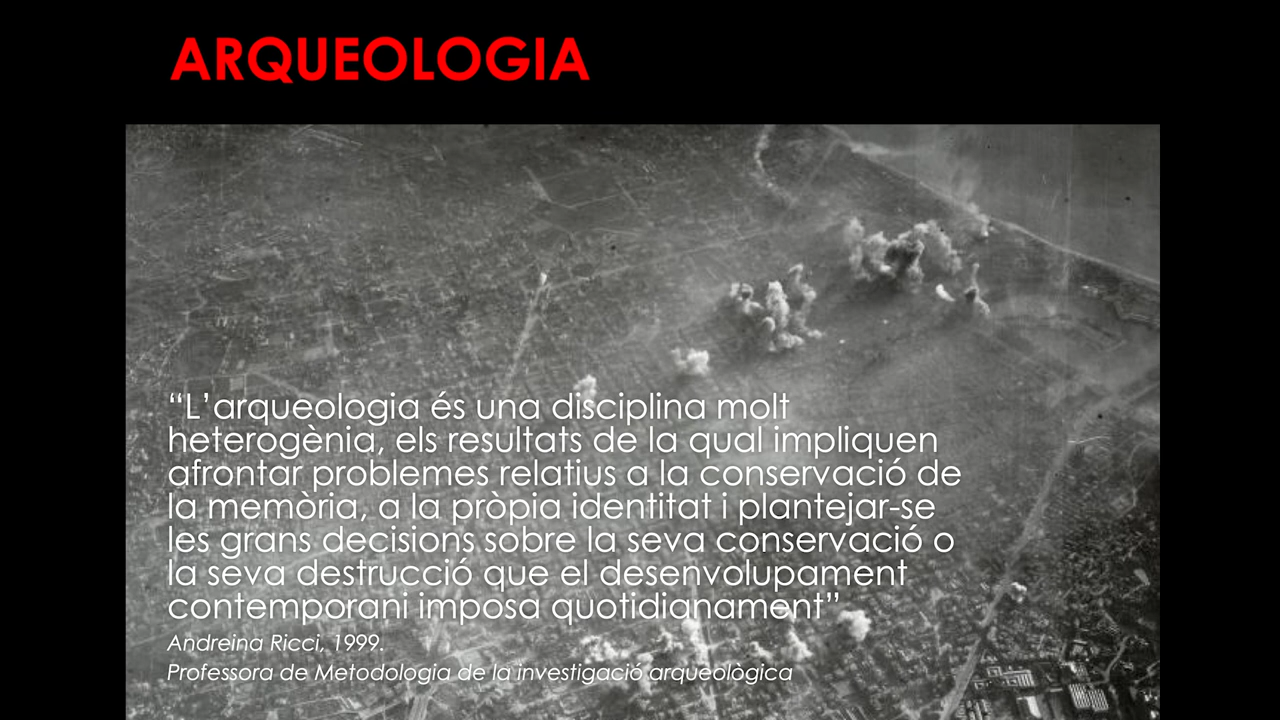 ARQUEOLOGIA
“L’arqueologia és una disciplina molt
heterogènia, els resultats de la qual impliquen
afrontar problemes relatius a la conservació de
la memòria, a la pròpia identitat i plantejar-se
les grans decisions sobre la seva conservació o
la seva destrucció que el desenvolupament
contemporani imposa quotidianament”
Andreina Ricci, 1999.
Professora de Metodologia de la investigació arqueològica